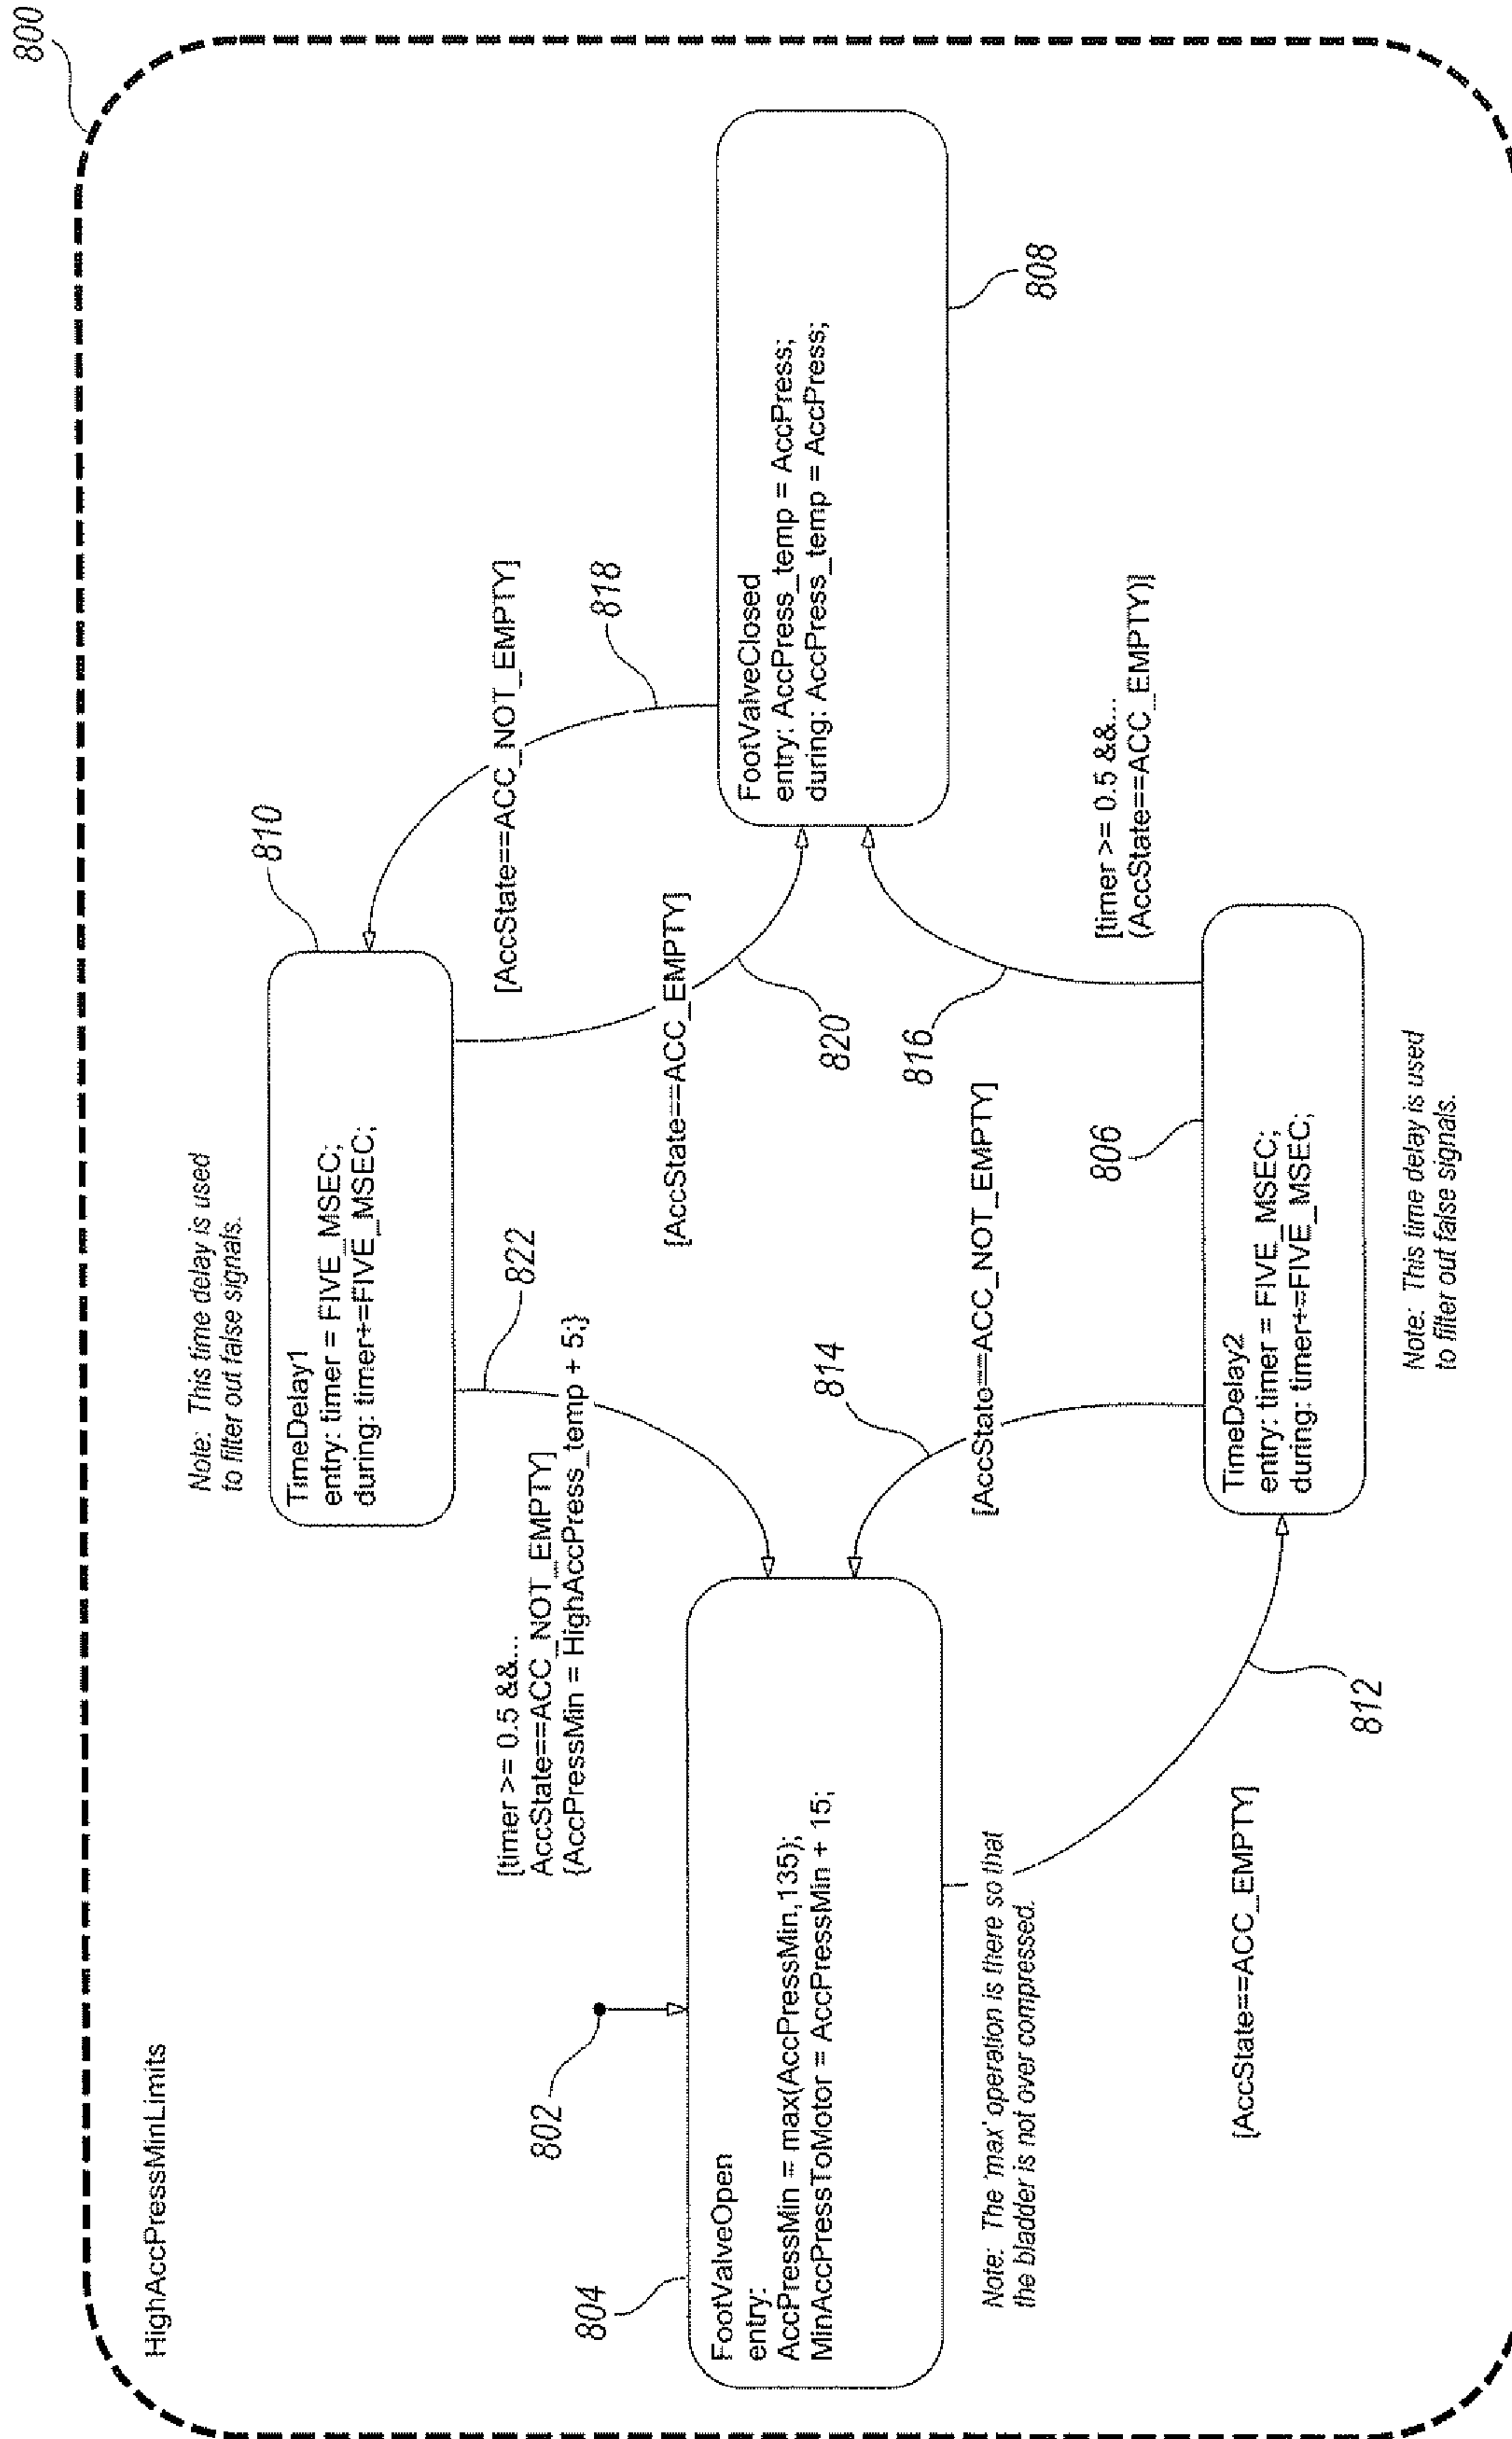 800
HighAccPressMinLimits
Note: This time delay is used
to filter out false signals.
810
TimeDelay1
entry: timer = FIVE_MSEC;
during: timer+=FIVE_MSEC;
822
[timer >= 0.5 &&...
AccState==ACC_NOT_EMPTY]
{AccPressMin = HighAccPress_temp + 5;}
[AccState==ACC_NOT_EMPTY]
818
802
804
FootValveOpen
entry:
AccPressMin = max(AccPressMin,135);
MinAccPressToMotor = AccPressMin + 15;
Note: The 'max' operation is there so that
the bladder is not over compressed.
[AccState==ACC_EMPTY]
820
FootValveClosed
entry: AccPress_temp = AccPress;
during: AccPress_temp = AccPress;
808
814
[AccState==ACC_NOT_EMPTY]
816
[timer >= 0.5 &&...
(AccState==ACC_EMPTY)]
806
TimeDelay2
entry: timer = FIVE_MSEC;
during: timer+=FIVE_MSEC;
812
[AccState==ACC_EMPTY]
Note: This time delay is used
to filter out false signals.